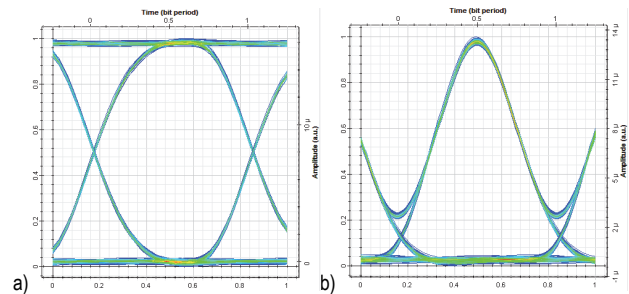 Time (bit period)
0 0.5 1
1
0.8
0.6
0.4
0.2
0
0 0.2 0.4 0.6 0.8 1
10 µ
0
Amplitude (a.u.)
a)
Time (bit period)
0 0.5 1
1
0.8
0.6
0.4
0.2
0
0 0.2 0.4 0.6 0.8 1
14 µ
11 µ
8 µ
5 µ
2 µ
-1 µ
Amplitude (a.u.)
b)